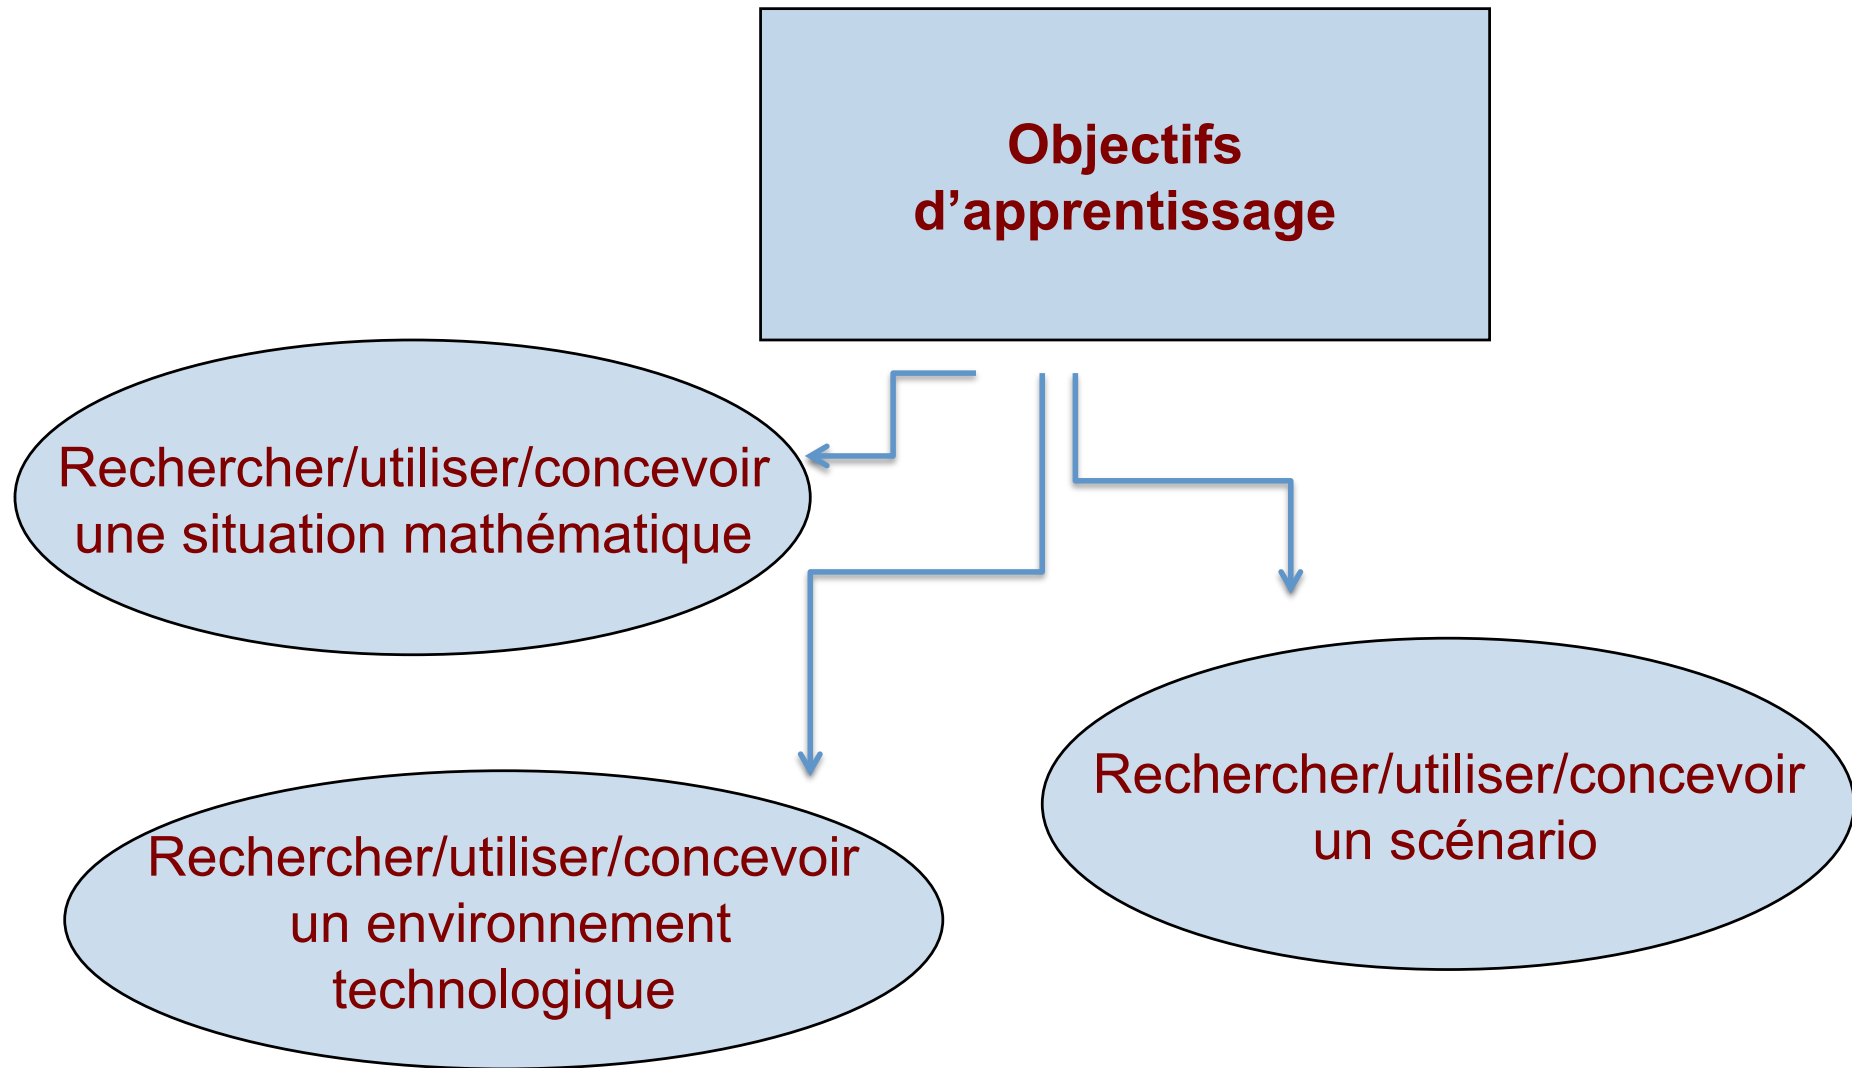 Objectifs
d’apprentissage
Rechercher/utiliser/concevoir
une situation mathématique
Rechercher/utiliser/concevoir
un environnement
technologique
Rechercher/utiliser/concevoir
un scénario